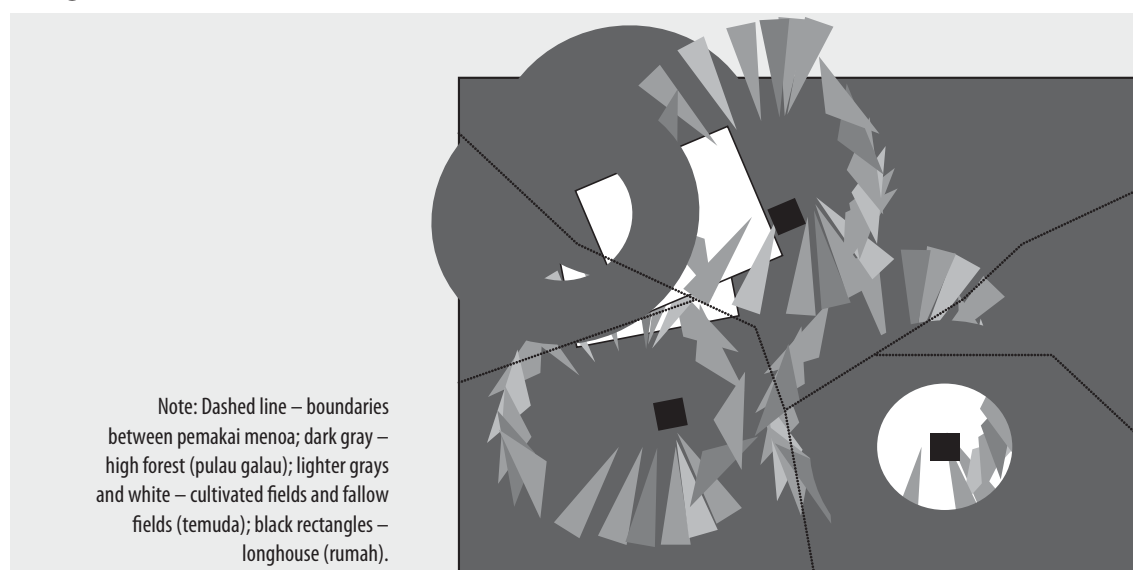 Note: Dashed line – boundaries
between pemakai menoa; dark gray –
high forest (pulau galau); lighter grays
and white – cultivated fields and fallow
fields (temuda); black rectangles –
longhouse (rumah).